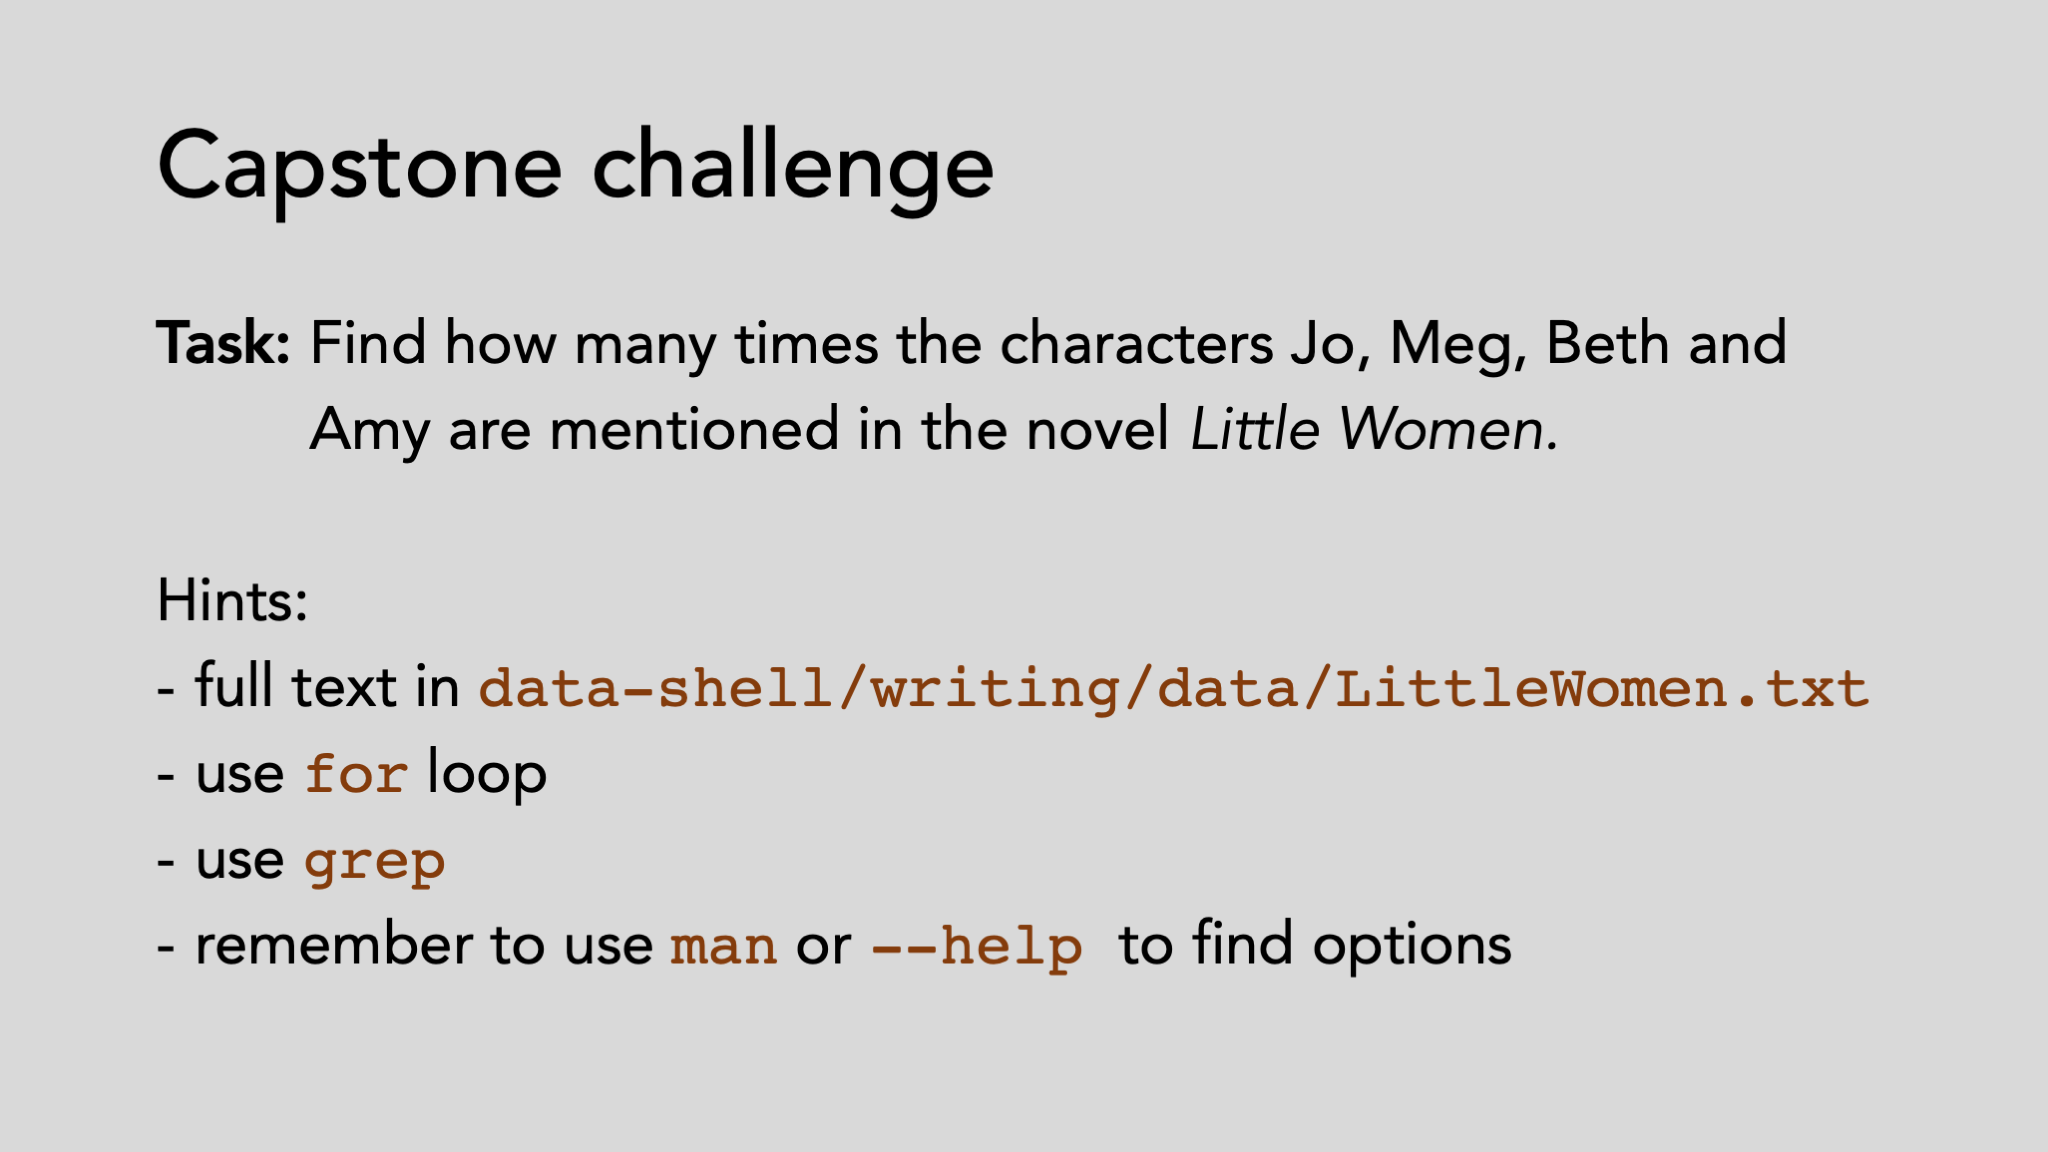 Capstone challenge
Task: Find how many times the characters Jo, Meg, Beth and
Amy are mentioned in the novel Little Women.
Hints:
- full text in data-shell/writing/data/LittleWomen.txt
- use for loop
- use grep
- remember to use man or --help to find options